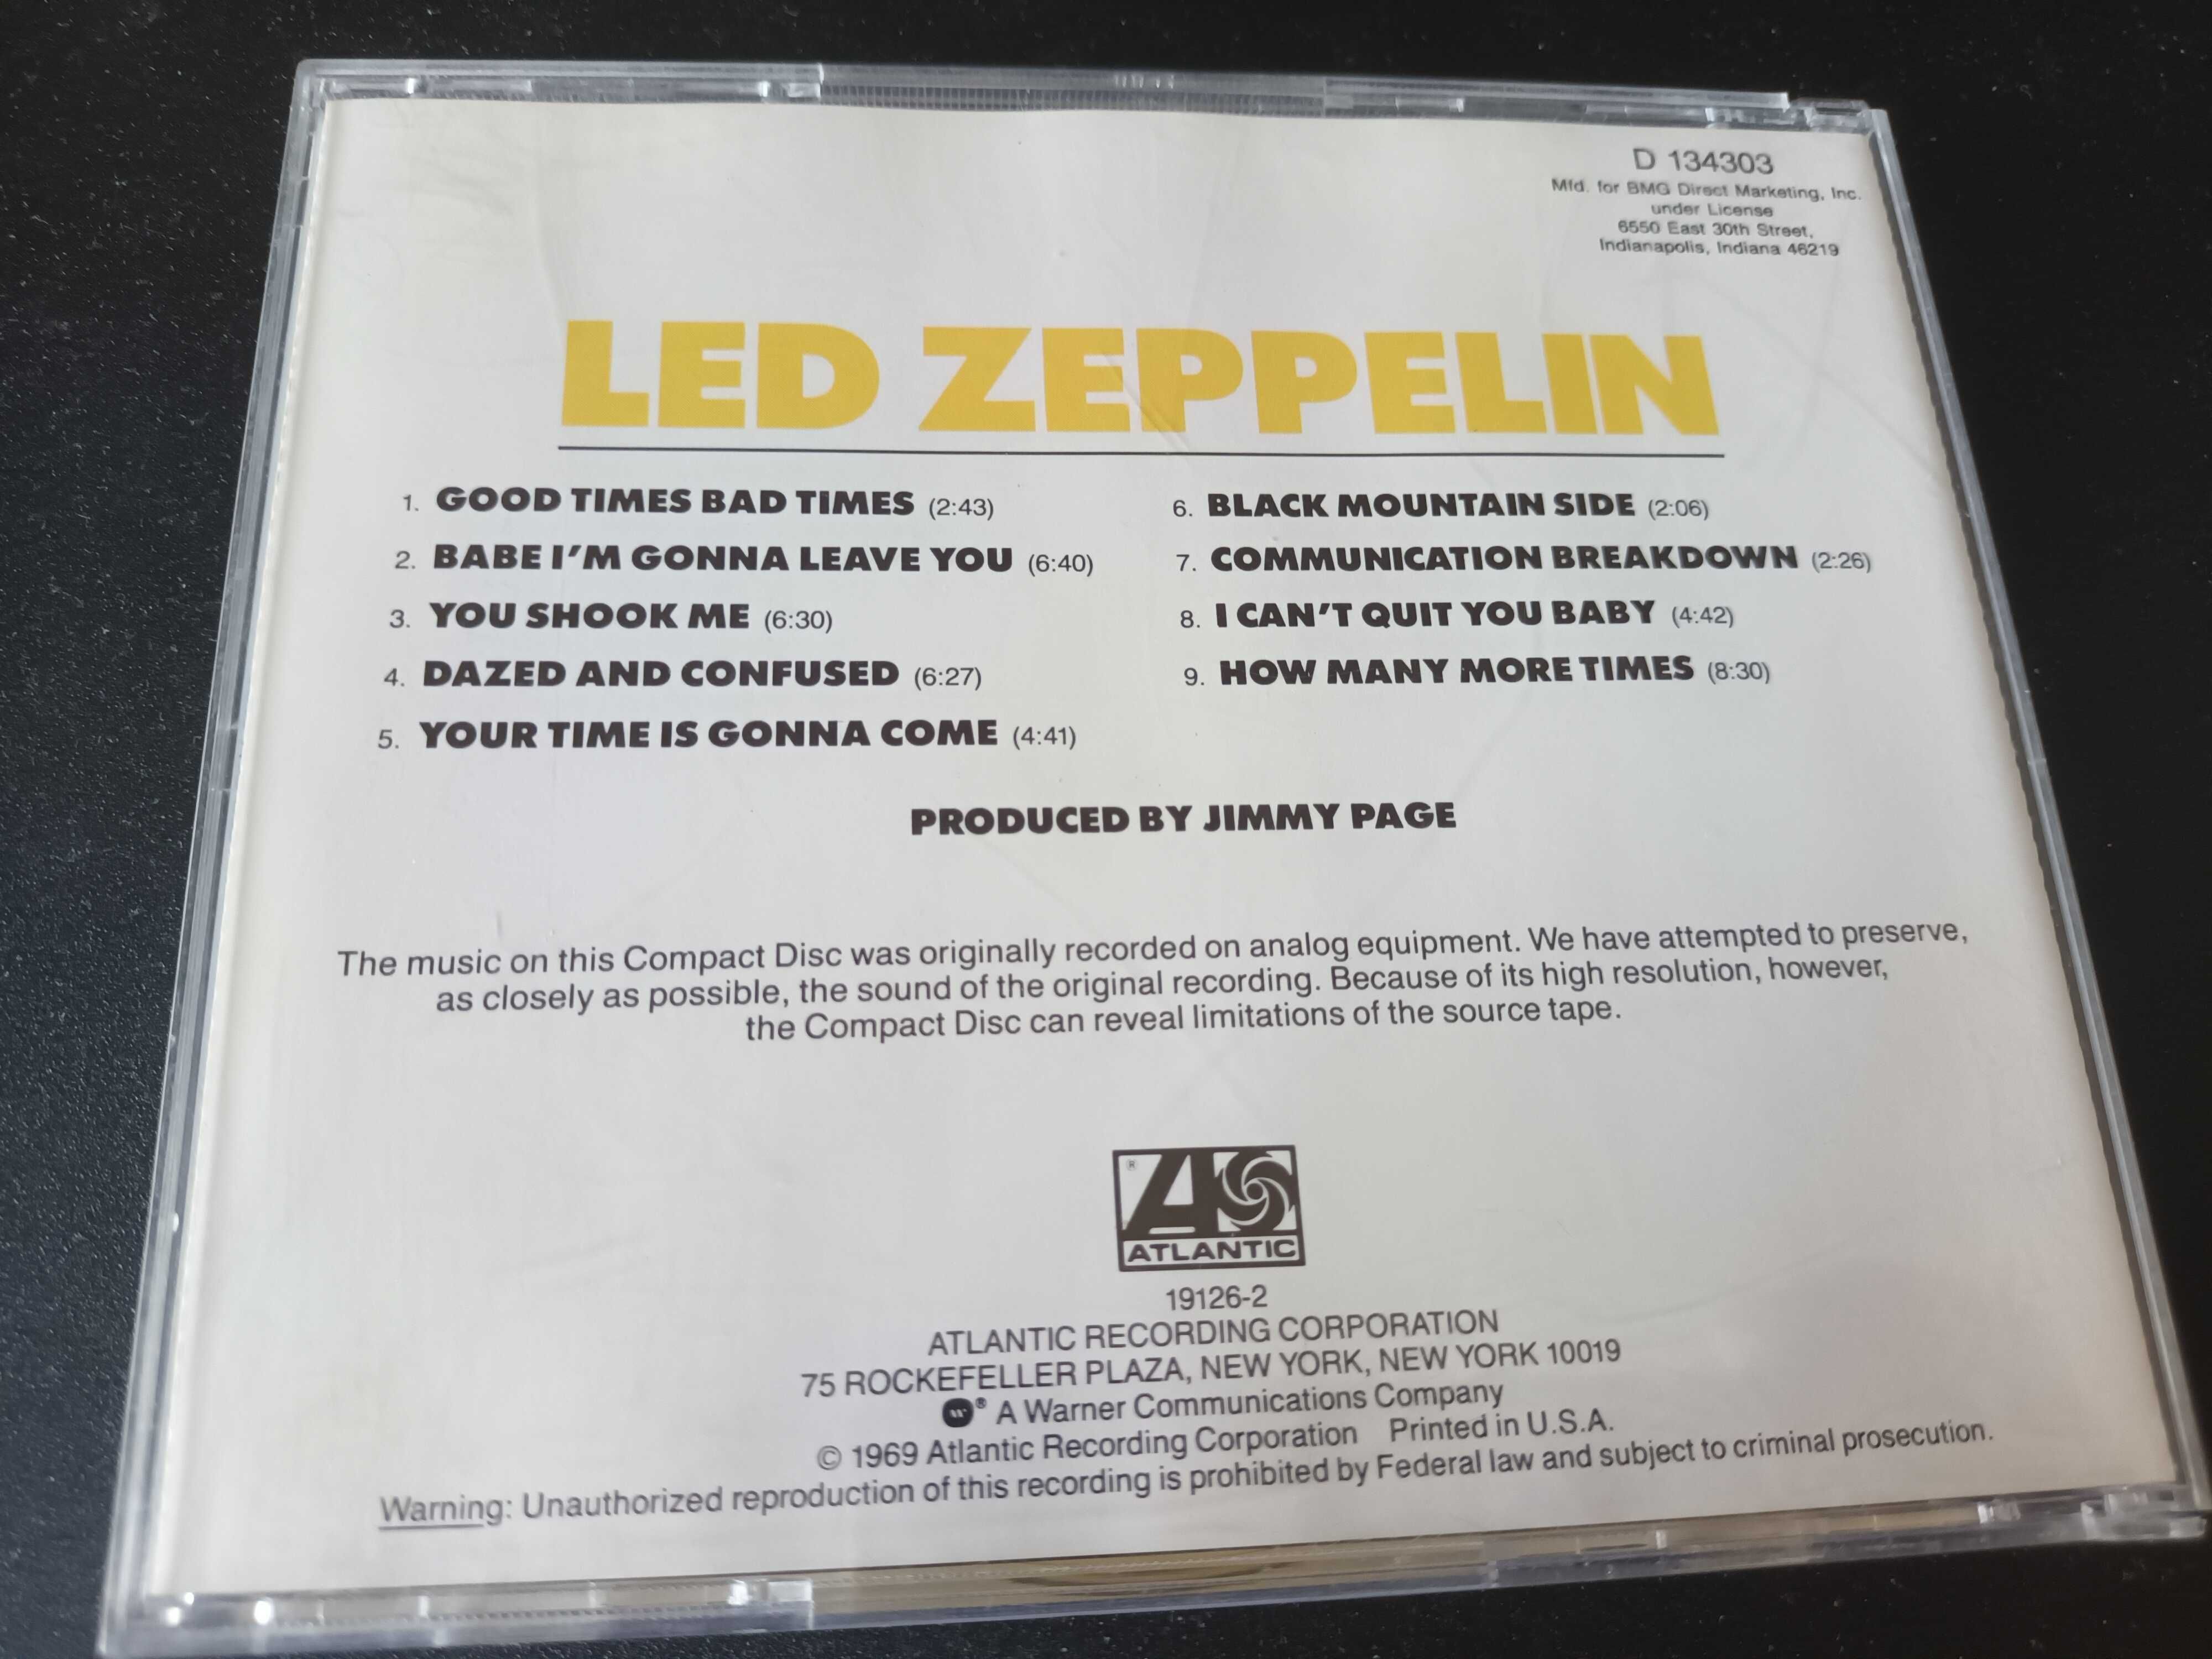 D 134303
Mfd. for BMG Direct Marketing, Inc.
under License
6550 East 30th Street,
Indianapolis, Indiana 46219
LED ZEPPELIN
1. GOOD TIMES BAD TIMES (2:43)
2. BABE I'M GONNA LEAVE YOU (6:40)
3. YOU SHOOK ME (6:30)
4. DAZED AND CONFUSED (6:27)
5. YOUR TIME IS GONNA COME (4:41)
6. BLACK MOUNTAIN SIDE (2:06)
7. COMMUNICATION BREAKDOWN (2:26)
8. I CAN'T QUIT YOU BABY (4:42)
9. HOW MANY MORE TIMES (8:30)
PRODUCED BY JIMMY PAGE
The music on this Compact Disc was originally recorded on analog equipment. We have attempted to preserve,
as closely as possible, the sound of the original recording. Because of its high resolution, however,
the Compact Disc can reveal limitations of the source tape.
®
ATLANTIC
19126-2
ATLANTIC RECORDING CORPORATION
75 ROCKEFELLER PLAZA, NEW YORK, NEW YORK 10019
® A Warner Communications Company
© 1969 Atlantic Recording Corporation Printed in U.S.A.
Warning: Unauthorized reproduction of this recording is prohibited by Federal law and subject to criminal prosecution.